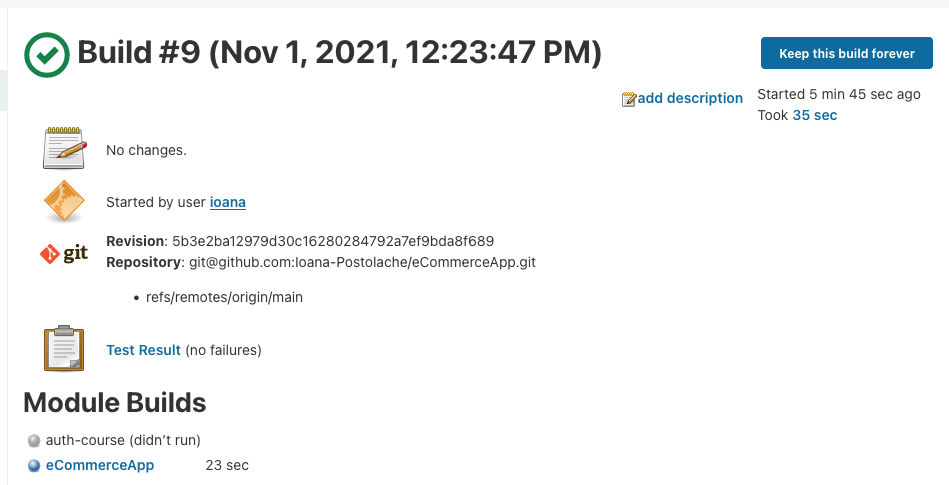 Build #9 (Nov 1, 2021, 12:23:47 PM)
Keep this build forever
add description
Started 5 min 45 sec ago
Took 35 sec
No changes.
Started by user ioana
git
Revision: 5b3e2ba12979d30c16280284792a7ef9bda8f689
Repository: git@github.com:Ioana-Postolache/eCommerceApp.git
• refs/remotes/origin/main
Test Result (no failures)
Module Builds
auth-course (didn’t run)
eCommerceApp 23 sec